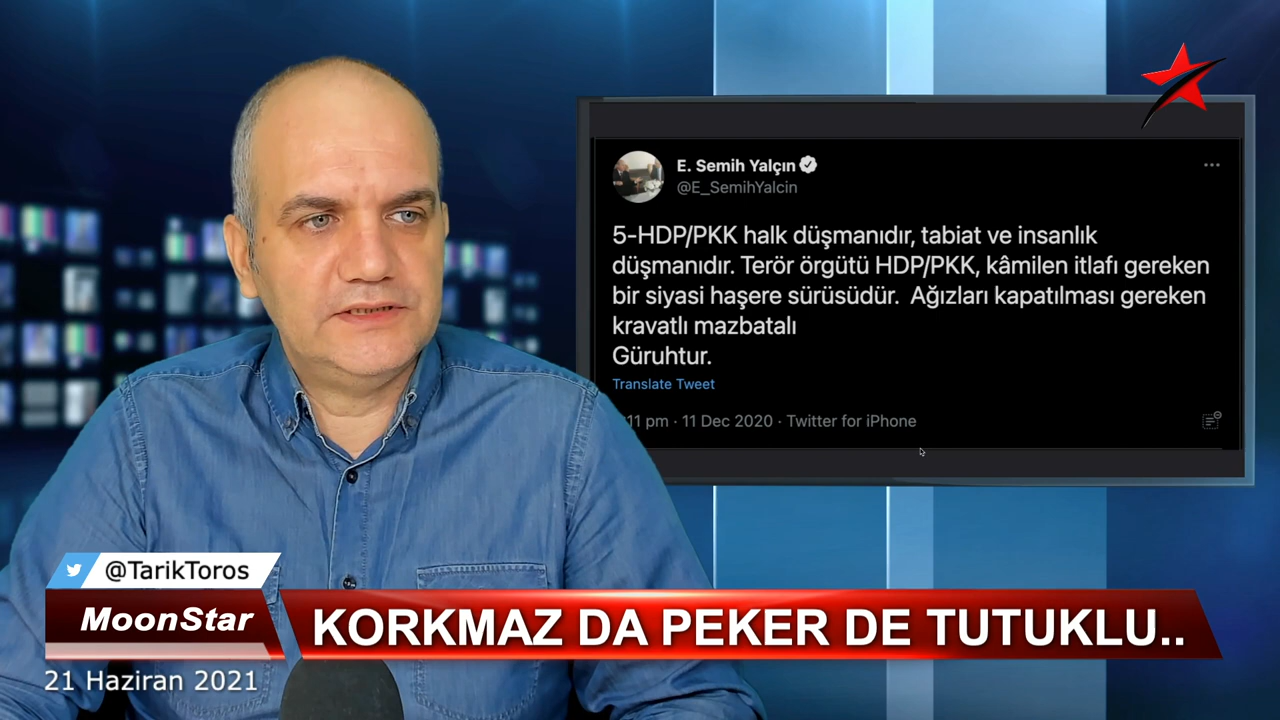 E. Semih Yalçın
@E_SemihYalcin
5-HDP/PKK halk düşmanıdır, tabiat ve insanlık
düşmanıdır. Terör örgütü HDP/PKK, kâmilen itlafı gereken
bir siyasi haşere sürüsüdür. Ağızları kapatılması gereken
kravatlı mazbatalı
Güruhtur.
Translate Tweet
11 pm · 11 Dec 2020 · Twitter for iPhone
@TarikToros
MoonStar
KORKMAZ DA PEKER DE TUTUKLU..
21 Haziran 2021